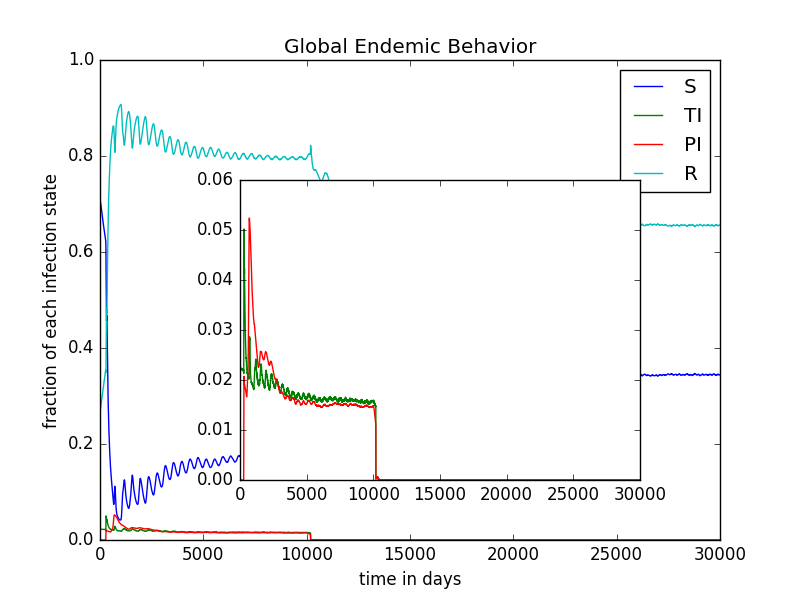 Global Endemic Behavior
1.0
0.8
0.6
0.4
0.2
0.0
fraction of each infection state
S
TI
PI
R
0.06
0.05
0.04
0.03
0.02
0.01
0.00
0 5000 10000 15000 20000 25000 30000
0 5000 10000 15000 20000 25000 30000
time in days